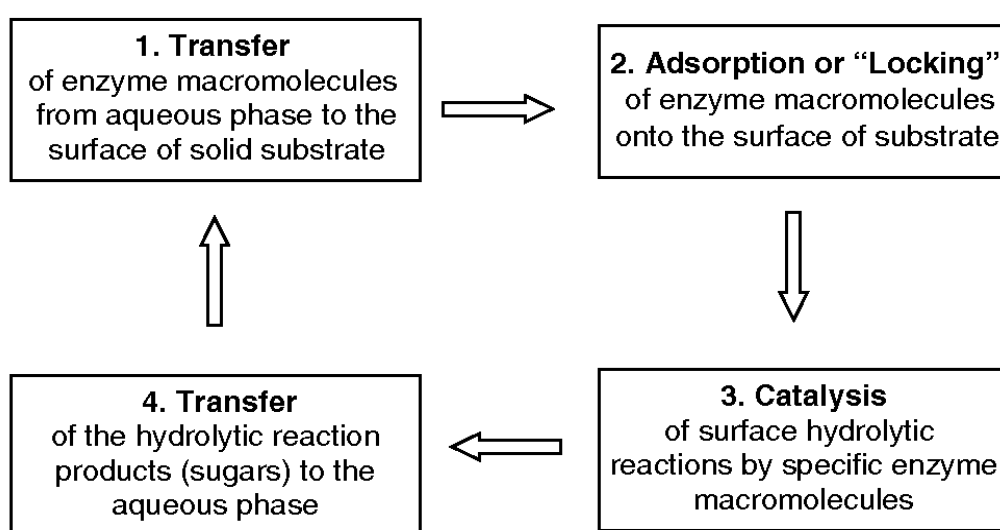 1. Transfer
of enzyme macromolecules
from aqueous phase to the
surface of solid substrate
2. Adsorption or “Locking”
of enzyme macromolecules
onto the surface of substrate
3. Catalysis
of surface hydrolytic
reactions by specific enzyme
macromolecules
4. Transfer
of the hydrolytic reaction
products (sugars) to the
aqueous phase